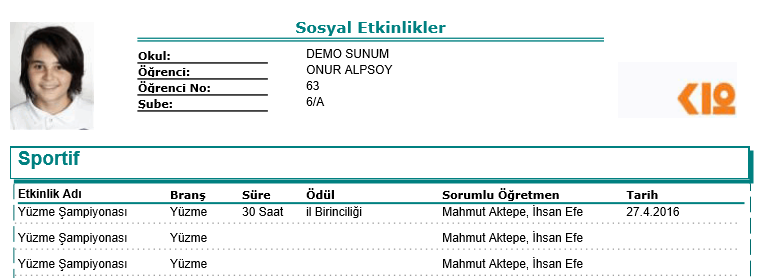 Sosyal Etkinlikler
Okul: DEMO SUNUM
Öğrenci: ONUR ALPSOY
Öğrenci No: 63
Şube: 6/A
K12
Sportif
Etkinlik Adı Branş Süre Ödül Sorumlu Öğretmen Tarih
Yüzme Şampiyonası Yüzme 30 Saat il Birinciliği Mahmut Aktepe, İhsan Efe 27.4.2016
Yüzme Şampiyonası Yüzme Mahmut Aktepe, İhsan Efe
Yüzme Şampiyonası Yüzme Mahmut Aktepe, İhsan Efe